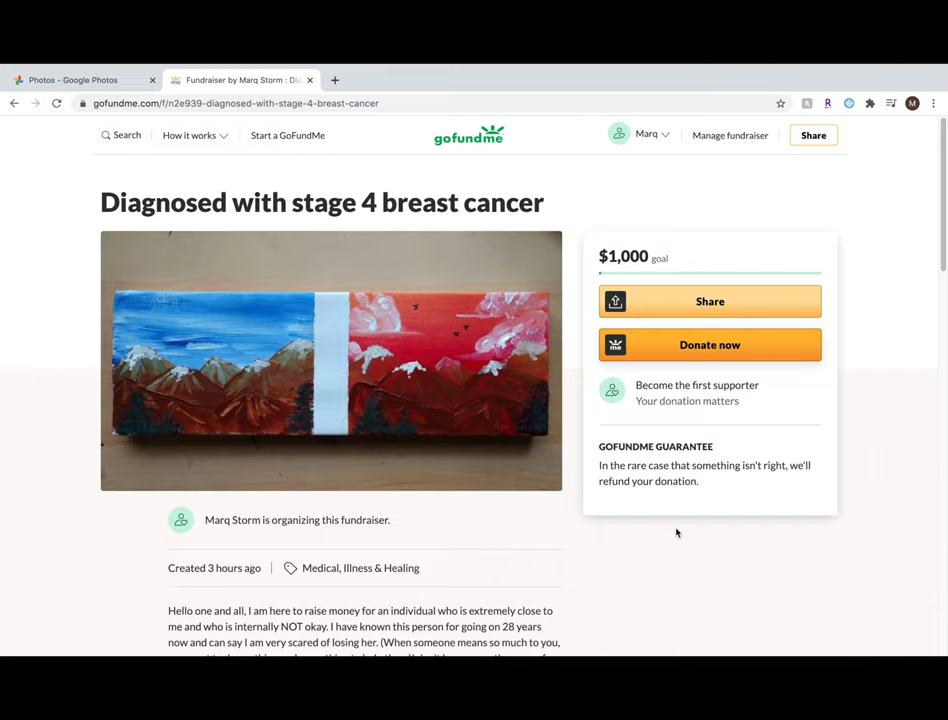 Photos - Google Photos
Fundraiser by Marq Storm : Dia
gofundme.com/f/n2e939-diagnosed-with-stage-4-breast-cancer
R
M
Search
How it works
Start a GoFundMe
gofundme
Marq
Manage fundraiser
Share
Diagnosed with stage 4 breast cancer
$1,000 goal
Share
me
Donate now
Become the first supporter
Your donation matters
GOFUNDME GUARANTEE
In the rare case that something isn't right, we'll
refund your donation.
Marq Storm is organizing this fundraiser.
Created 3 hours ago
Medical, Illness & Healing
Hello one and all, I am here to raise money for an individual who is extremely close to
me and who is internally NOT okay. I have known this person for going on 28 years
now and can say I am very scared of losing her. (When someone means so much to you,